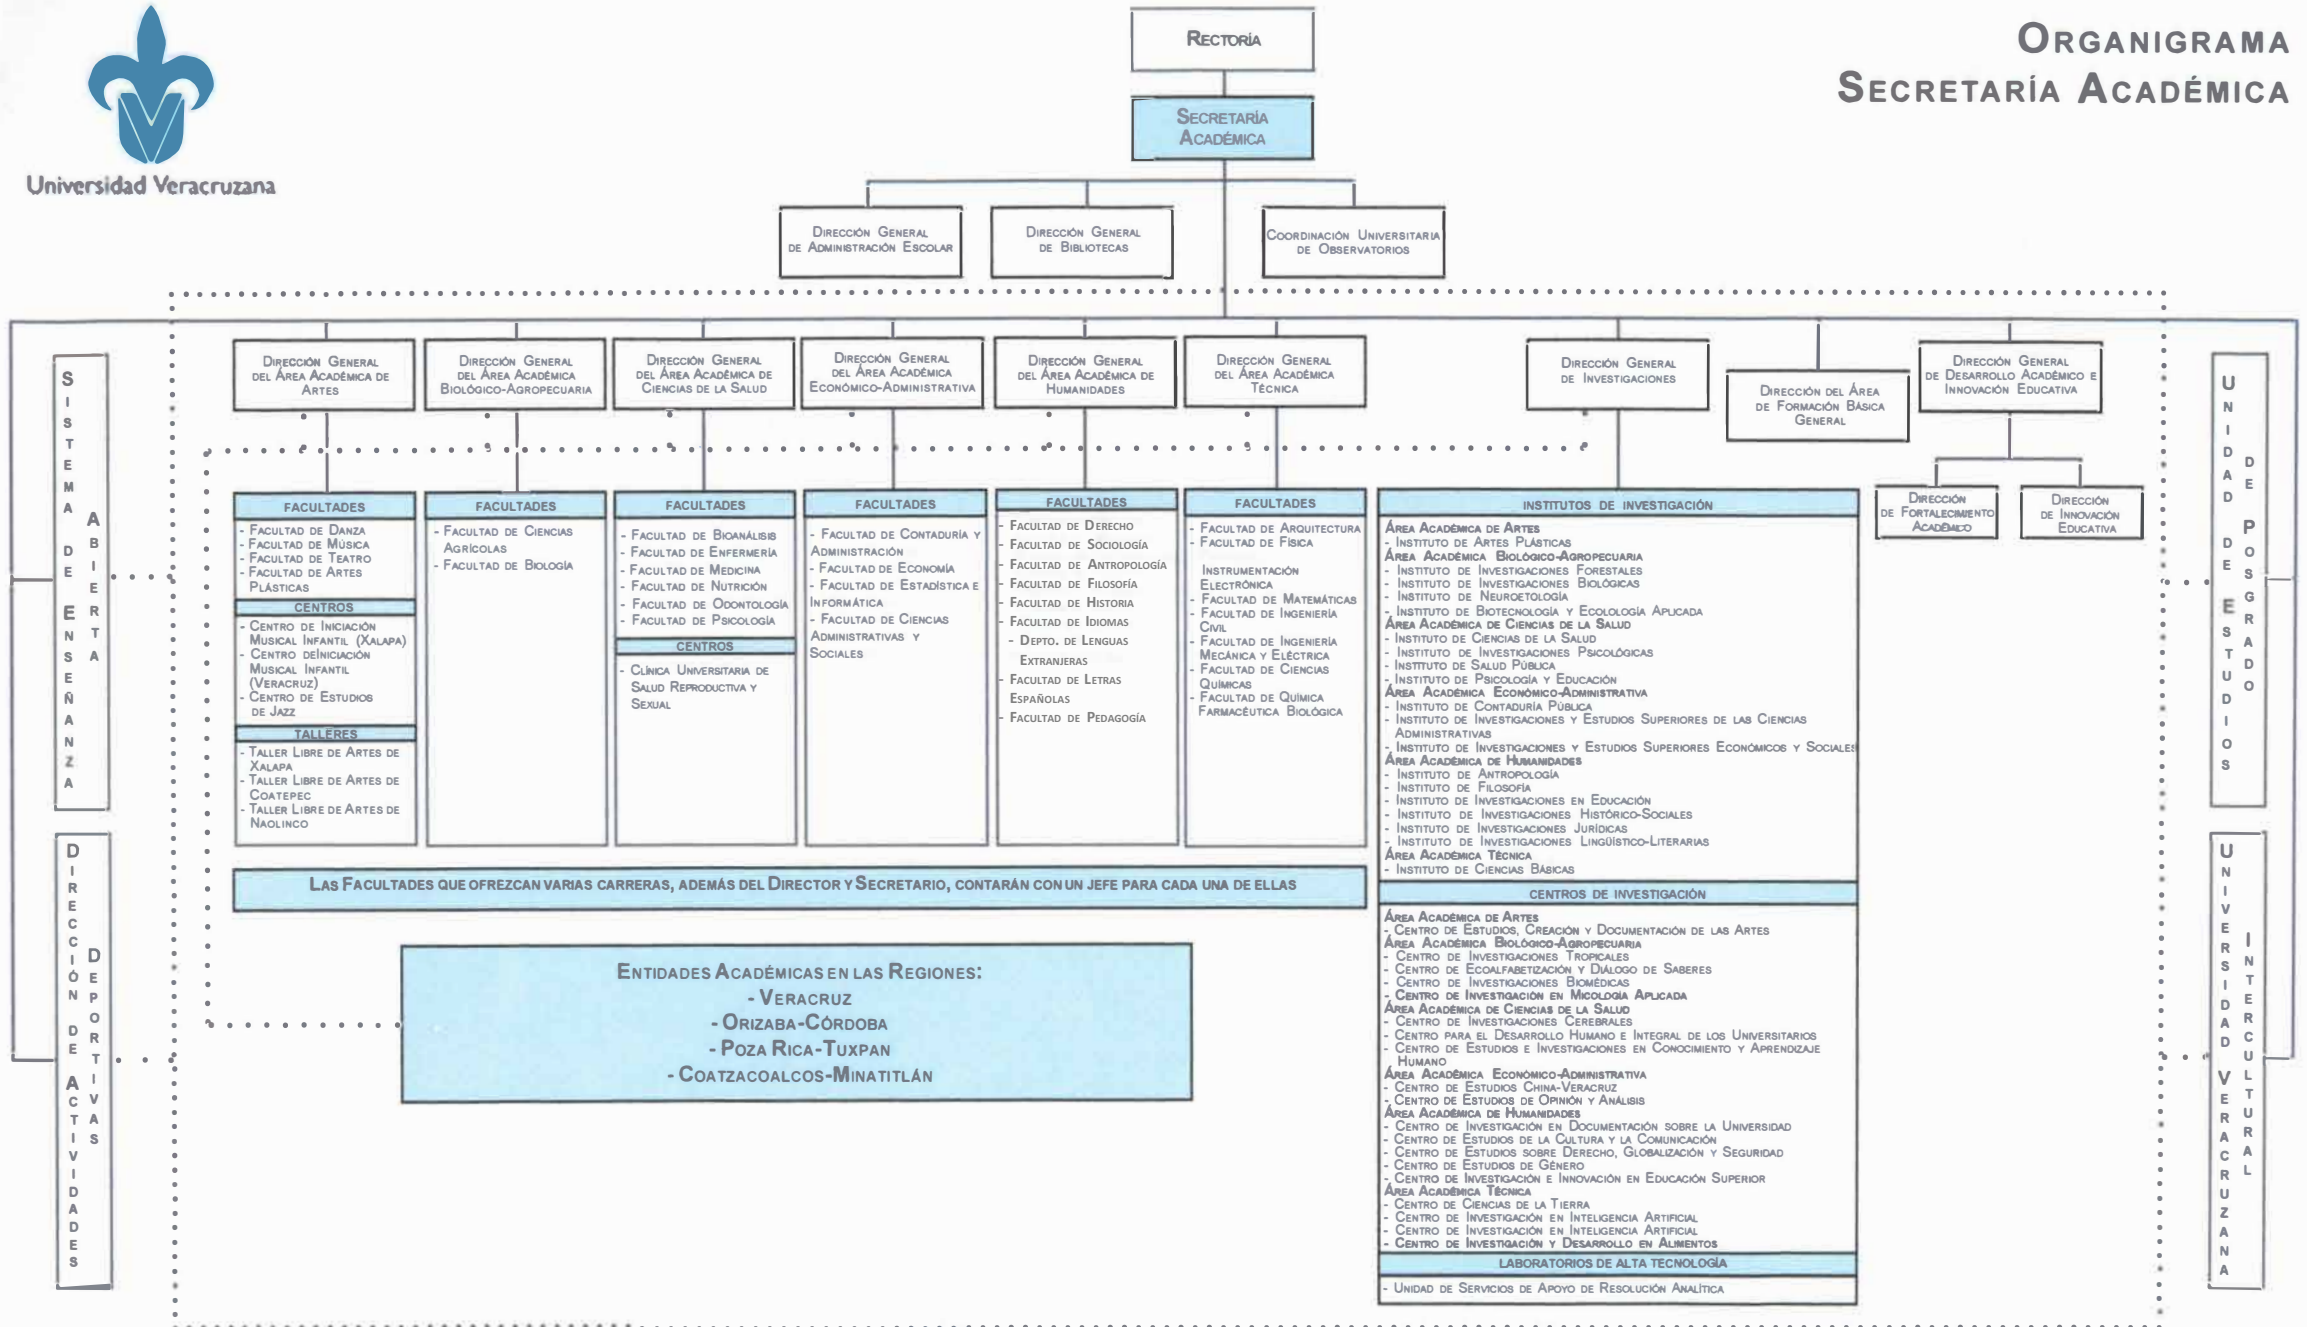 Universidad Veracruzana
ORGANIGRAMA
SECRETARÍA ACADÉMICA
RECTORÍA
SECRETARÍA
ACADÉMICA
DIRECCIÓN GENERAL
DE ADMINISTRACIÓN ESCOLAR
DIRECCIÓN GENERAL
DE BIBLIOTECAS
COORDINACIÓN UNIVERSITARIA
DE OBSERVATORIOS
SISTEMA DE ENSEÑANZA
ABIERTA
DIRECCIÓN DE ACTIVIDADES
DEPORTIVAS
DIRECCIÓN GENERAL
DEL ÁREA ACADÉMICA DE
ARTES
DIRECCIÓN GENERAL
DEL ÁREA ACADÉMICA
BIOLÓGICO-AGROPECUARIA
DIRECCIÓN GENERAL
DEL ÁREA ACADÉMICA DE
CIENCIAS DE LA SALUD
DIRECCIÓN GENERAL
DEL ÁREA ACADÉMICA
ECONÓMICO-ADMINISTRATIVA
DIRECCIÓN GENERAL
DEL ÁREA ACADÉMICA DE
HUMANIDADES
DIRECCIÓN GENERAL
DEL ÁREA ACADÉMICA
TÉCNICA
DIRECCIÓN GENERAL
DE INVESTIGACIONES
DIRECCIÓN DEL ÁREA
DE FORMACIÓN BÁSICA
GENERAL
DIRECCIÓN GENERAL
DE DESARROLLO ACADÉMICO E
INNOVACIÓN EDUCATIVA
DIRECCIÓN
DE FORTALECIMIENTO
ACADÉMICO
DIRECCIÓN
DE INNOVACIÓN
EDUCATIVA
UNIDAD DE ESTUDIOS
DE POSGRADO
UNIVERSIDAD VERACRUZANA
INTERCULTURAL
FACULTADES
- FACULTAD DE DANZA
- FACULTAD DE MÚSICA
- FACULTAD DE TEATRO
- FACULTAD DE ARTES
PLÁSTICAS
CENTROS
- CENTRO DE INICIACIÓN
MUSICAL INFANTIL (XALAPA)
- CENTRO DEINICIACIÓN
MUSICAL INFANTIL
(VERACRUZ)
- CENTRO DE ESTUDIOS
DE JAZZ
TALLERES
- TALLER LIBRE DE ARTES DE
XALAPA
- TALLER LIBRE DE ARTES DE
COATEPEC
- TALLER LIBRE DE ARTES DE
NAOLINCO
FACULTADES
- FACULTAD DE CIENCIAS
AGRÍCOLAS
- FACULTAD DE BIOLOGÍA
FACULTADES
- FACULTAD DE BIOANÁLISIS
- FACULTAD DE ENFERMERÍA
- FACULTAD DE MEDICINA
- FACULTAD DE NUTRICIÓN
- FACULTAD DE ODONTOLOGÍA
- FACULTAD DE PSICOLOGÍA
CENTROS
- CLÍNICA UNIVERSITARIA DE
SALUD REPRODUCTIVA Y
SEXUAL
FACULTADES
- FACULTAD DE CONTADURÍA Y
ADMINISTRACIÓN
- FACULTAD DE ECONOMÍA
- FACULTAD DE ESTADÍSTICA E
INFORMÁTICA
- FACULTAD DE CIENCIAS
ADMINISTRATIVAS Y
SOCIALES
FACULTADES
- FACULTAD DE DERECHO
- FACULTAD DE SOCIOLOGÍA
- FACULTAD DE ANTROPOLOGÍA
- FACULTAD DE FILOSOFÍA
- FACULTAD DE HISTORIA
- FACULTAD DE IDIOMAS
- DEPTO. DE LENGUAS
EXTRANJERAS
- FACULTAD DE LETRAS
ESPAÑOLAS
- FACULTAD DE PEDAGOGÍA
FACULTADES
- FACULTAD DE ARQUITECTURA
- FACULTAD DE FÍSICA
INSTRUMENTACIÓN
ELECTRÓNICA
- FACULTAD DE MATEMÁTICAS
- FACULTAD DE INGENIERÍA
CIVIL
- FACULTAD DE INGENIERÍA
MECÁNICA Y ELÉCTRICA
- FACULTAD DE CIENCIAS
QUÍMICAS
- FACULTAD DE QUÍMICA
FARMACÉUTICA BIOLÓGICA
INSTITUTOS DE INVESTIGACIÓN
ÁREA ACADÉMICA DE ARTES
- INSTITUTO DE ARTES PLÁSTICAS
ÁREA ACADÉMICA BIOLÓGICO-AGROPECUARIA
- INSTITUTO DE INVESTIGACIONES FORESTALES
- INSTITUTO DE INVESTIGACIONES BIOLÓGICAS
- INSTITUTO DE NEUROETOLOGÍA
- INSTITUTO DE BIOTECNOLOGÍA Y ECOLOLOGÍA APLICADA
ÁREA ACADÉMICA DE CIENCIAS DE LA SALUD
- INSTITUTO DE CIENCIAS DE LA SALUD
- INSTITUTO DE INVESTIGACIONES PSICOLÓGICAS
- INSTITUTO DE SALUD PÚBLICA
- INSTITUTO DE PSICOLOGÍA Y EDUCACIÓN
ÁREA ACADÉMICA ECONÓMICO-ADMINISTRATIVA
- INSTITUTO DE CONTADURÍA PÚBLICA
- INSTITUTO DE INVESTIGACIONES Y ESTUDIOS SUPERIORES DE LAS CIENCIAS
ADMINISTRATIVAS
- INSTITUTO DE INVESTIGACIONES Y ESTUDIOS SUPERIORES ECONÓMICOS Y SOCIALES
ÁREA ACADÉMICA DE HUMANIDADES
- INSTITUTO DE ANTROPOLOGÍA
- INSTITUTO DE FILOSOFÍA
- INSTITUTO DE INVESTIGACIONES EN EDUCACIÓN
- INSTITUTO DE INVESTIGACIONES HISTÓRICO-SOCIALES
- INSTITUTO DE INVESTIGACIONES JURÍDICAS
- INSTITUTO DE INVESTIGACIONES LINGÜÍSTICO-LITERARIAS
ÁREA ACADÉMICA TÉCNICA
- INSTITUTO DE CIENCIAS BÁSICAS
CENTROS DE INVESTIGACIÓN
ÁREA ACADÉMICA DE ARTES
- CENTRO DE ESTUDIOS, CREACIÓN Y DOCUMENTACIÓN DE LAS ARTES
ÁREA ACADÉMICA BIOLÓGICO-AGROPECUARIA
- CENTRO DE INVESTIGACIONES TROPICALES
- CENTRO DE ECOALFABETIZACIÓN Y DIÁLOGO DE SABERES
- CENTRO DE INVESTIGACIONES BIOMÉDICAS
- CENTRO DE INVESTIGACIÓN EN MICOLOGÍA APLICADA
ÁREA ACADÉMICA DE CIENCIAS DE LA SALUD
- CENTRO DE INVESTIGACIONES CEREBRALES
- CENTRO PARA EL DESARROLLO HUMANO E INTEGRAL DE LOS UNIVERSITARIOS
- CENTRO DE ESTUDIOS E INVESTIGACIONES EN CONOCIMIENTO Y APRENDIZAJE
HUMANO
ÁREA ACADÉMICA ECONÓMICO-ADMINISTRATIVA
- CENTRO DE ESTUDIOS CHINA-VERACRUZ
- CENTRO DE ESTUDIOS DE OPINIÓN Y ANÁLISIS
ÁREA ACADÉMICA DE HUMANIDADES
- CENTRO DE INVESTIGACIÓN EN DOCUMENTACIÓN SOBRE LA UNIVERSIDAD
- CENTRO DE ESTUDIOS DE LA CULTURA Y LA COMUNICACIÓN
- CENTRO DE ESTUDIOS SOBRE DERECHO, GLOBALIZACIÓN Y SEGURIDAD
- CENTRO DE ESTUDIOS DE GÉNERO
- CENTRO DE INVESTIGACIÓN E INNOVACIÓN EN EDUCACIÓN SUPERIOR
ÁREA ACADÉMICA TÉCNICA
- CENTRO DE CIENCIAS DE LA TIERRA
- CENTRO DE INVESTIGACIÓN EN INTELIGENCIA ARTIFICIAL
- CENTRO DE INVESTIGACIÓN EN INTELIGENCIA ARTIFICIAL
- CENTRO DE INVESTIGACIÓN Y DESARROLLO EN ALIMENTOS
LABORATORIOS DE ALTA TECNOLOGÍA
- UNIDAD DE SERVICIOS DE APOYO DE RESOLUCIÓN ANALÍTICA
LAS FACULTADES QUE OFREZCAN VARIAS CARRERAS, ADEMÁS DEL DIRECTOR Y SECRETARIO, CONTARÁN CON UN JEFE PARA CADA UNA DE ELLAS
ENTIDADES ACADÉMICAS EN LAS REGIONES:
- VERACRUZ
- ORIZABA-CÓRDOBA
- POZA RICA-TUXPAN
- COATZACOALCOS-MINATITLÁN